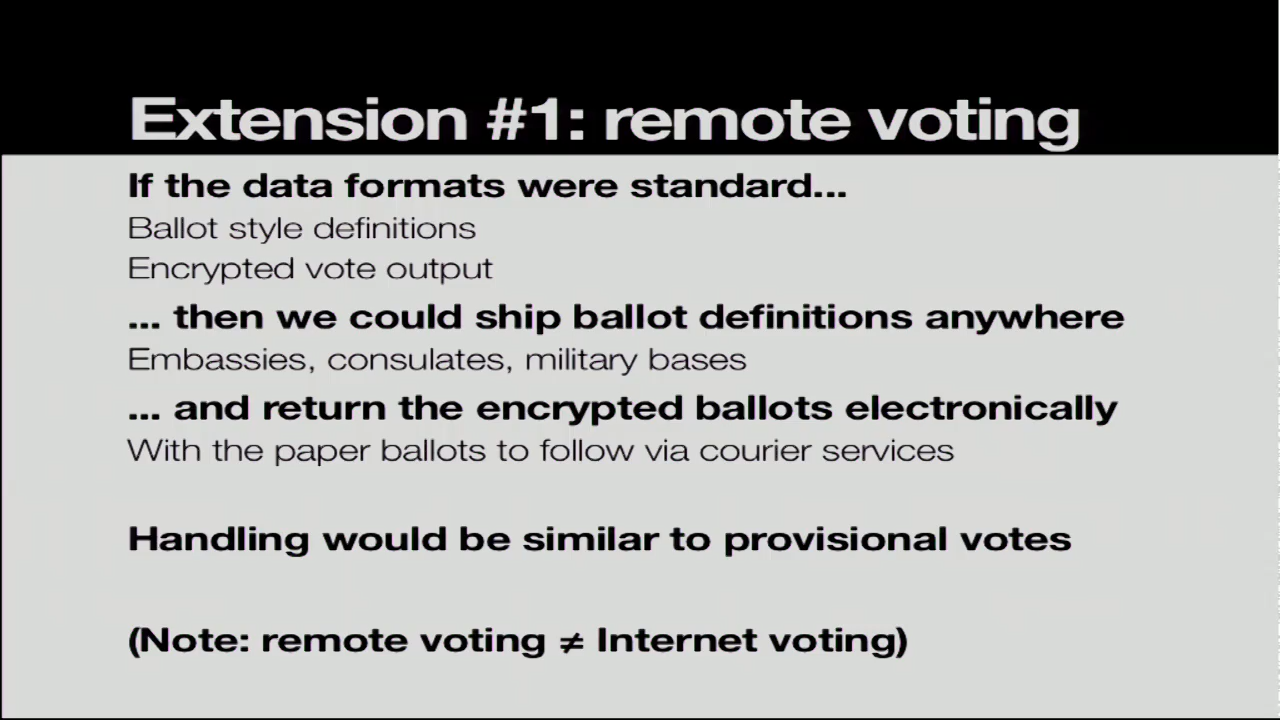 Extension #1: remote voting
If the data formats were standard...
Ballot style definitions
Encrypted vote output
... then we could ship ballot definitions anywhere
Embassies, consulates, military bases
... and return the encrypted ballots electronically
With the paper ballots to follow via courier services
Handling would be similar to provisional votes
(Note: remote voting ≠ Internet voting)